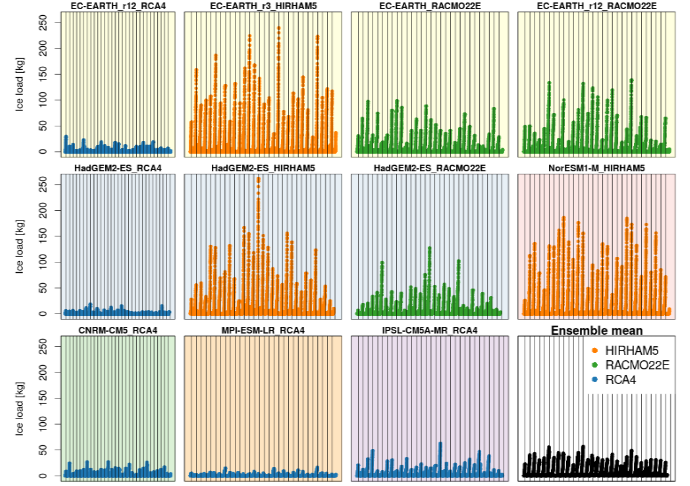 EC-EARTH_r12_RCA4 EC-EARTH_r3_HIRHAM5 EC-EARTH_RACMO22E EC-EARTH_r12_RACMO22E
Ice load [kg]
250
200
150
100
50
0
HadGEM2-ES_RCA4 HadGEM2-ES_HIRHAM5 HadGEM2-ES_RACMO22E NorESM1-M_HIRHAM5
Ice load [kg]
250
200
150
100
50
0
CNRM-CM5_RCA4 MPI-ESM-LR_RCA4 IPSL-CM5A-MR_RCA4 Ensemble mean
Ice load [kg]
250
200
150
100
50
0
HIRHAM5
RACMO22E
RCA4